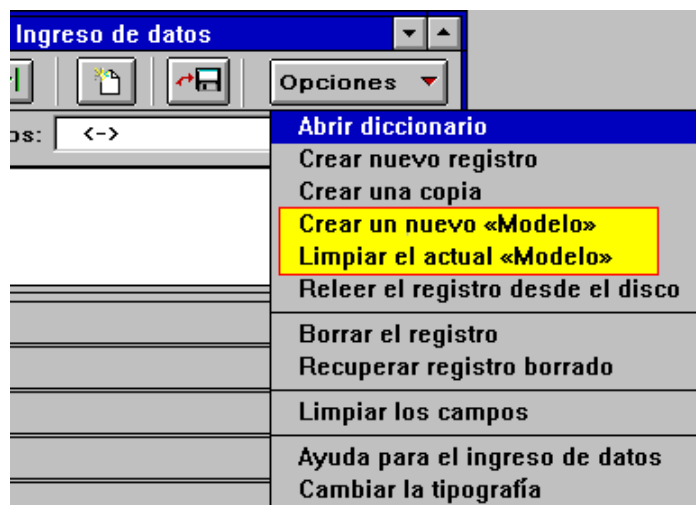 Ingreso de datos
Opciones
os: <->
Abrir diccionario
Crear nuevo registro
Crear una copia
Crear un nuevo «Modelo»
Limpiar el actual «Modelo»
Releer el registro desde el disco
Borrar el registro
Recuperar registro borrado
Limpiar los campos
Ayuda para el ingreso de datos
Cambiar la tipografía